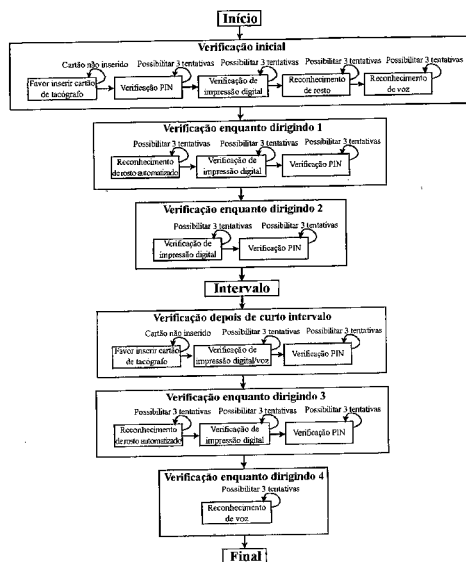 Início
Verificação inicial
Cartão não inserido
Possibilitar 3 tentativas
Possibilitar 3 tentativas
Possibilitar 3 tentativas
Possibilitar 3 tentativas
Favor inserir cartão
de tacógrafo
Verificação PIN
Verificação de
impressão digital
Reconhecimento
de rosto
Reconhecimento
de voz
Verificação enquanto dirigindo 1
Possibilitar 3 tentativas
Possibilitar 3 tentativas
Possibilitar 3 tentativas
Reconhecimento
de rosto automatizado
Verificação de
impressão digital
Verificação PIN
Verificação enquanto dirigindo 2
Possibilitar 3 tentativas
Possibilitar 3 tentativas
Verificação de
impressão digital
Verificação PIN
Intervalo
Verificação depois de curto intervalo
Cartão não inserido
Possibilitar 3 tentativas
Possibilitar 3 tentativas
Favor inserir cartão
de tacógrafo
Verificação de
impressão digital/voz
Verificação PIN
Verificação enquanto dirigindo 3
Possibilitar 3 tentativas
Possibilitar 3 tentativas
Possibilitar 3 tentativas
Reconhecimento
de rosto automatizado
Verificação de
impressão digital
Verificação PIN
Verificação enquanto dirigindo 4
Possibilitar 3 tentativas
Reconhecimento
de voz
Final